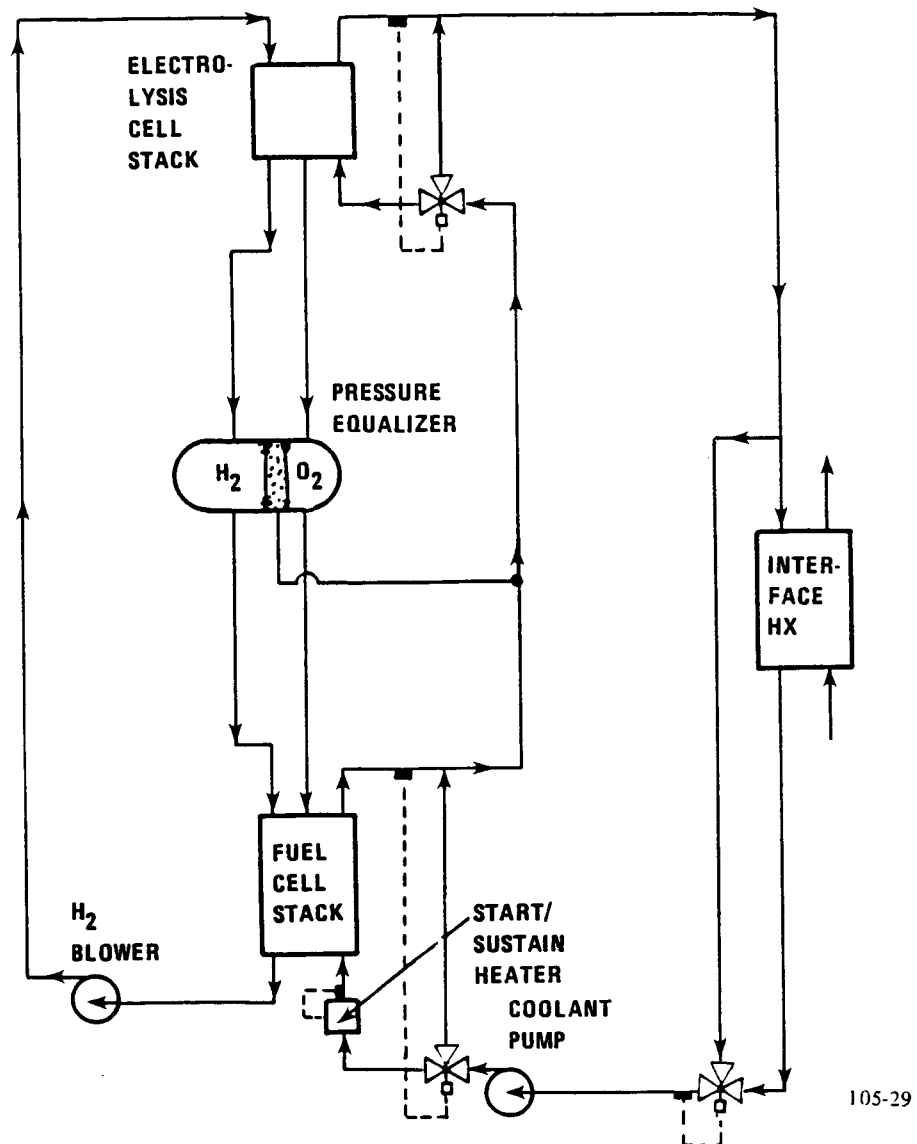 ELECTRO-
LYSIS
CELL
STACK
PRESSURE
EQUALIZER
H2
O2
INTER-
FACE
HX
FUEL
CELL
STACK
H2
BLOWER
START/
SUSTAIN
HEATER
COOLANT
PUMP
105-29